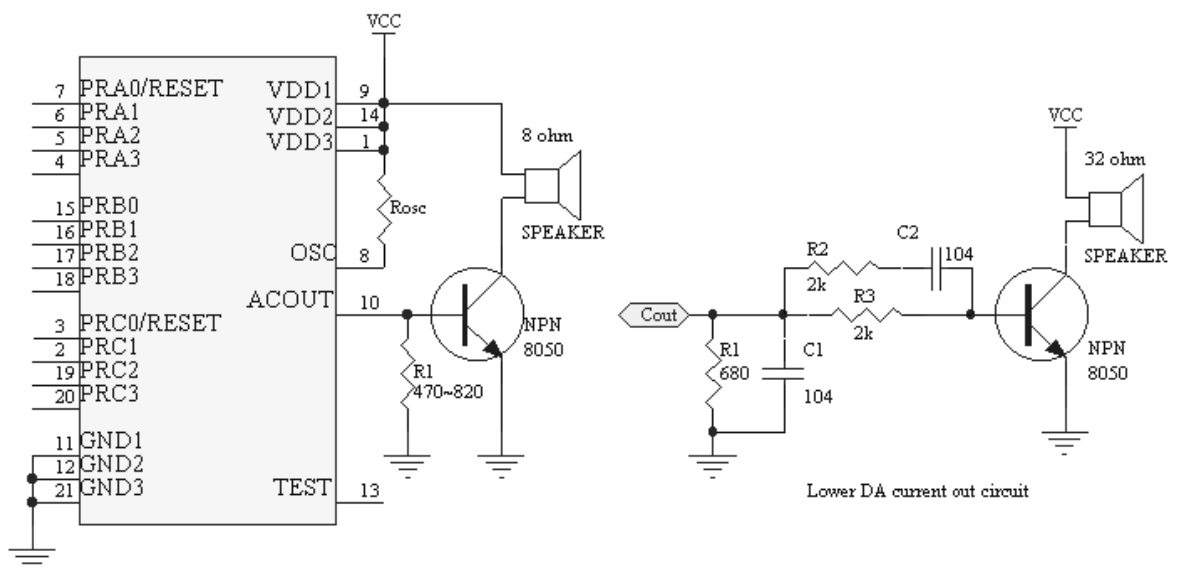 VCC
7 PRA0/RESET
6 PRA1
5 PRA2
4 PRA3
15 PRB0
16 PRB1
17 PRB2
18 PRB3
3 PRC0/RESET
2 PRC1
19 PRC2
20 PRC3
11 GND1
12 GND2
21 GND3
VDD1 9
VDD2 14
VDD3 1
OSC 8
ACOUT 10
TEST 13
Rosc
8 ohm
SPEAKER
NPN
8050
R1
470~820
VCC
32 ohm
SPEAKER
C2
104
R2
2k
R3
2k
Cout
R1
680
C1
104
NPN
8050
Lower DA current out circuit